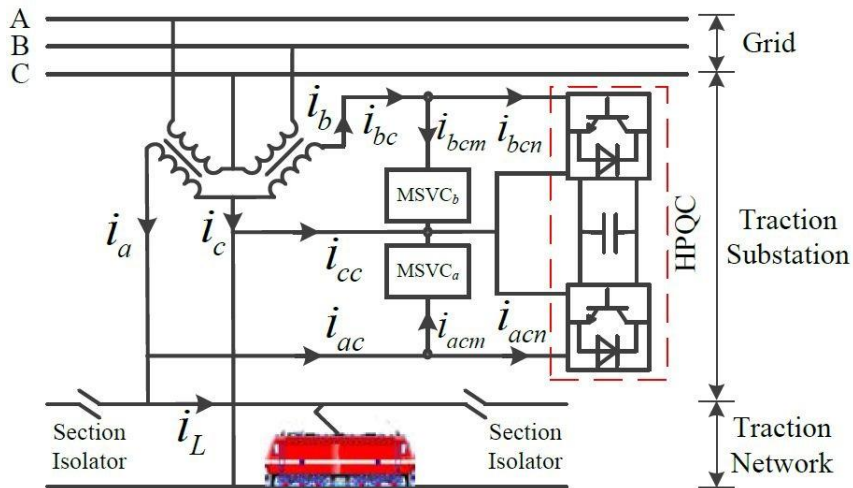 A
B
C
Grid
i_b
i_bc
i_bcm
i_bcn
MSVC_b
HPQC
Traction
Substation
i_a
i_c
i_cc
MSVC_a
i_ac
i_acm
i_acn
i_L
Section
Isolator
Section
Isolator
Traction
Network